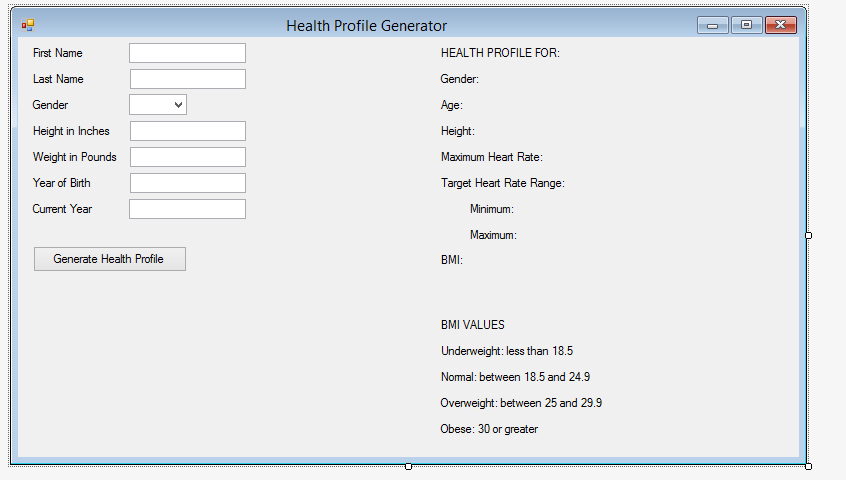 Health Profile Generator
First Name
Last Name
Gender
Height in Inches
Weight in Pounds
Year of Birth
Current Year
Generate Health Profile
HEALTH PROFILE FOR:
Gender:
Age:
Height:
Maximum Heart Rate:
Target Heart Rate Range:
Minimum:
Maximum:
BMI:
BMI VALUES
Underweight: less than 18.5
Normal: between 18.5 and 24.9
Overweight: between 25 and 29.9
Obese: 30 or greater